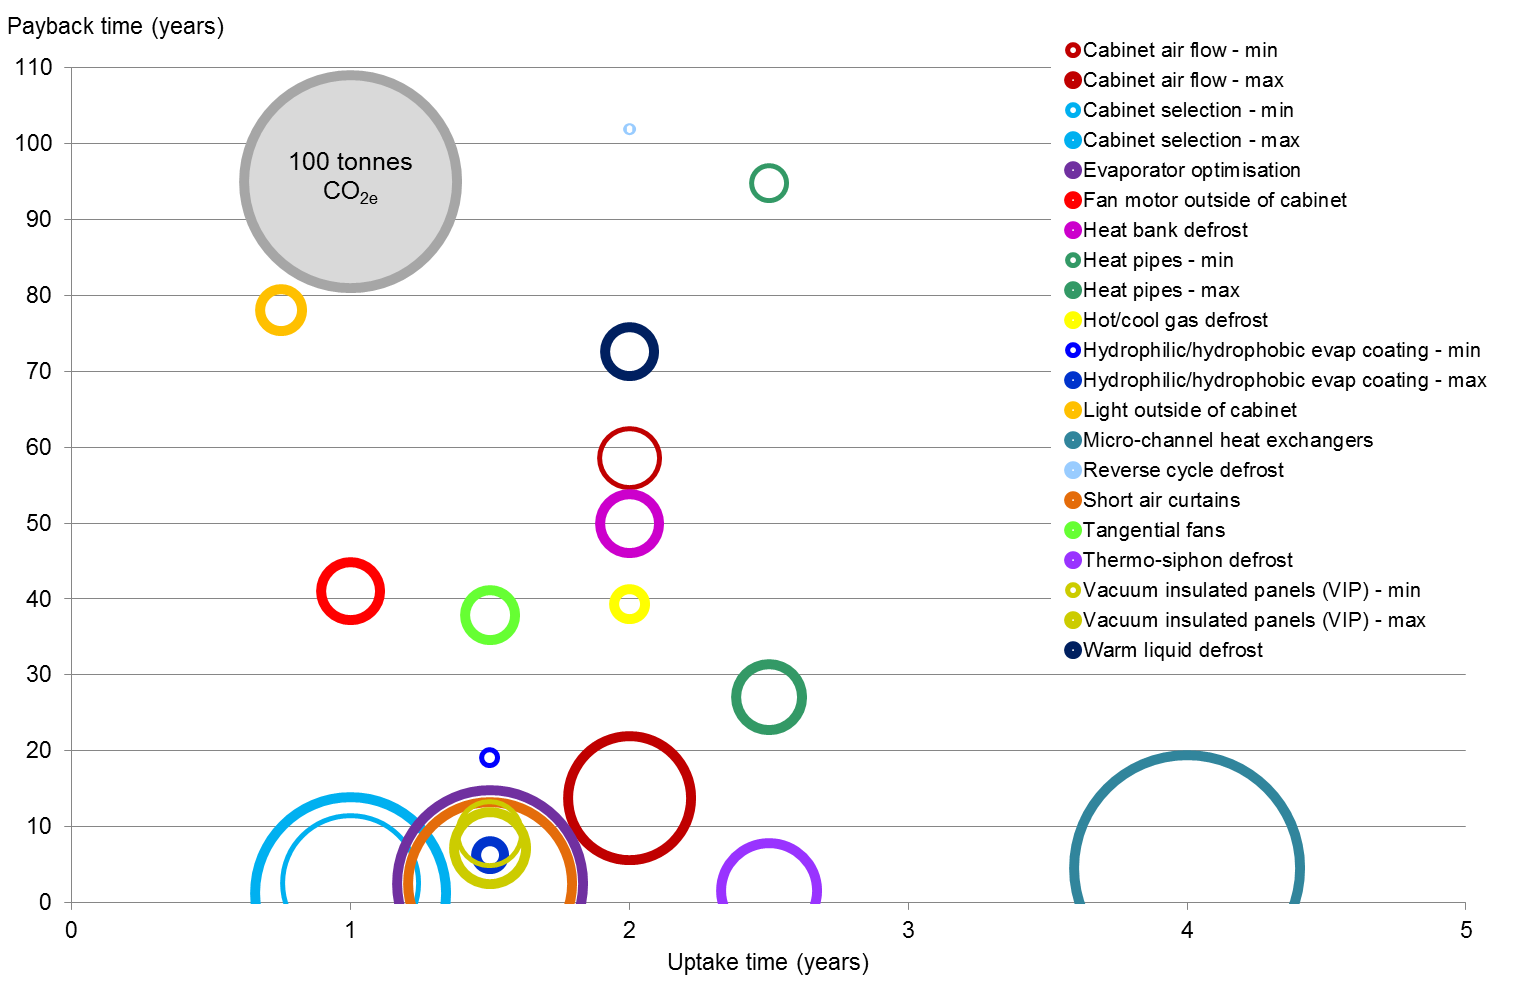 Payback time (years)
110
100
90
80
70
60
50
40
30
20
10
0
100 tonnes
CO2e
Cabinet air flow - min
Cabinet air flow - max
Cabinet selection - min
Cabinet selection - max
Evaporator optimisation
Fan motor outside of cabinet
Heat bank defrost
Heat pipes - min
Heat pipes - max
Hot/cool gas defrost
Hydrophilic/hydrophobic evap coating - min
Hydrophilic/hydrophobic evap coating - max
Light outside of cabinet
Micro-channel heat exchangers
Reverse cycle defrost
Short air curtains
Tangential fans
Thermo-siphon defrost
Vacuum insulated panels (VIP) - min
Vacuum insulated panels (VIP) - max
Warm liquid defrost
0 1 2 3 4 5
Uptake time (years)